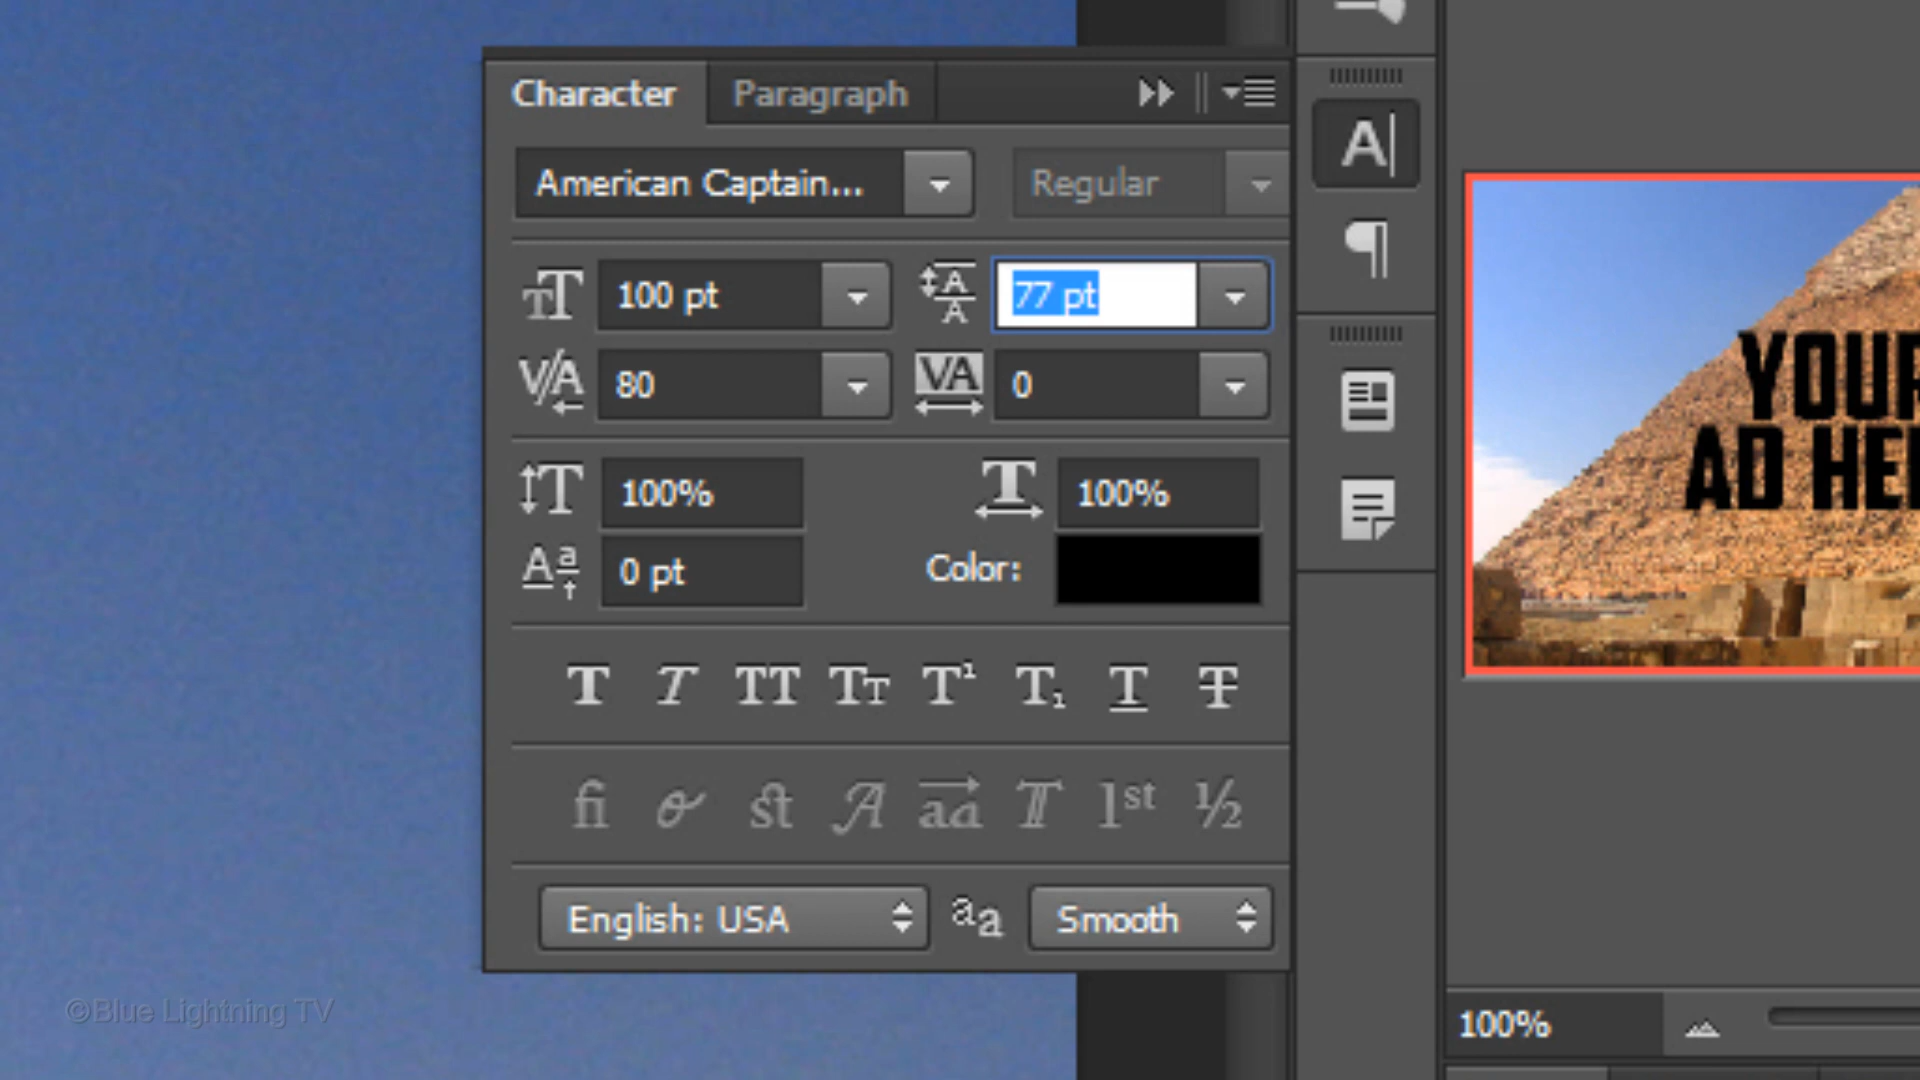 Character Paragraph
American Captain... Regular
100 pt 77 pt
80 0
100% 100%
0 pt Color:
YOUR
AD HE
English: USA aa Smooth
©Blue Lightning TV
100%